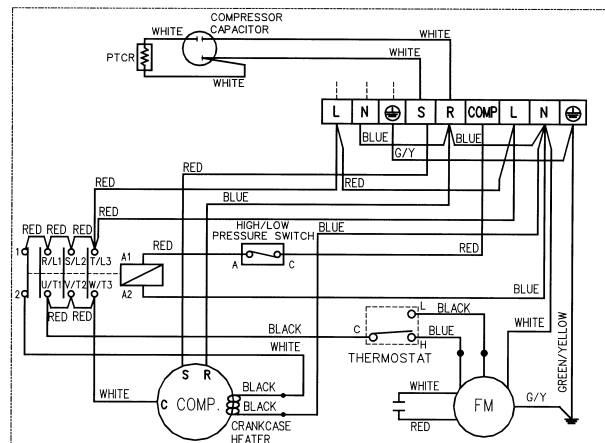 COMPRESSOR
CAPACITOR
WHITE
WHITE
WHITE
PTCR
WHITE
L N S R COMP L N
BLUE
BLUE
G/Y
RED
RED
BLUE
RED
BLUE
RED RED RED
HIGH/LOW
PRESSURE SWITCH
RED
A C
RED
1 R/L1 S/L2 T/L3
A1
A2
2 U/T1 V/T2 W/T3
RED RED
BLUE
L
BLACK
C
BLUE
H
THERMOSTAT
BLACK
WHITE
WHITE
GREEN/YELLOW
S R
C COMP.
WHITE
BLACK
BLACK
CRANKCASE
HEATER
WHITE
RED
FM
G/Y